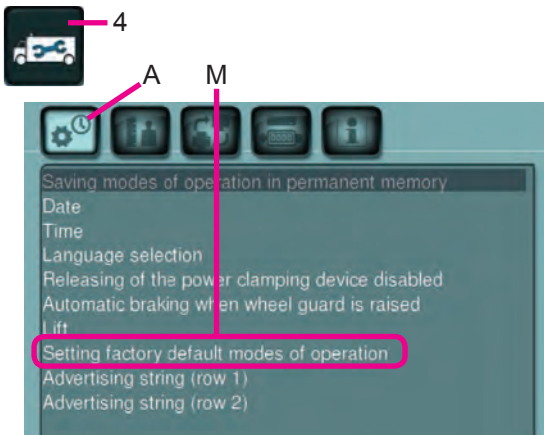 4
A M
Saving modes of operation in permanent memory
Date
Time
Language selection
Releasing of the power clamping device disabled
Automatic braking when wheel guard is raised
Lift
Setting factory default modes of operation
Advertising string (row 1)
Advertising string (row 2)